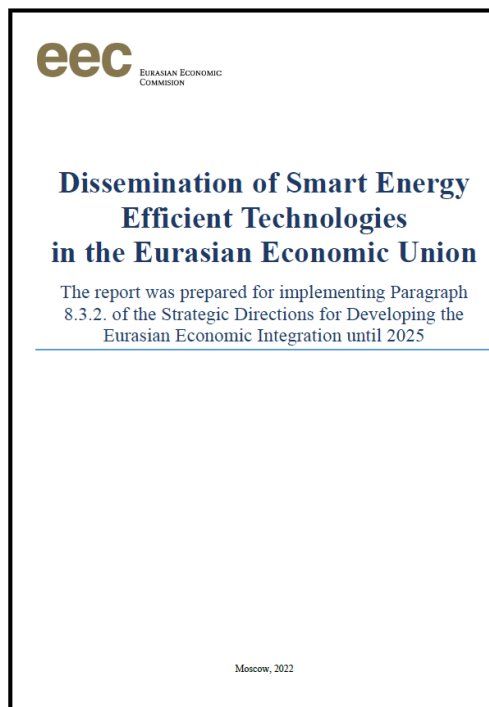 eec
EURASIAN ECONOMIC
COMMISION
Dissemination of Smart Energy
Efficient Technologies
in the Eurasian Economic Union
The report was prepared for implementing Paragraph
8.3.2. of the Strategic Directions for Developing the
Eurasian Economic Integration until 2025
Moscow, 2022